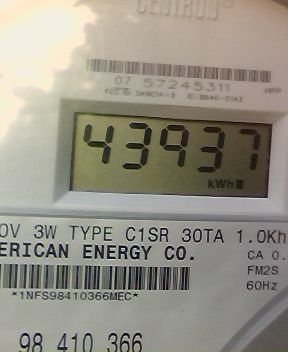 CENTRON®
07 57245311
43937
kWh
0V 3W TYPE C1SR 30TA 1.0Kh
ERICAN ENERGY CO.
CA 0.
FM2S
60Hz
*1NFS98410366MEC*
98 410 366